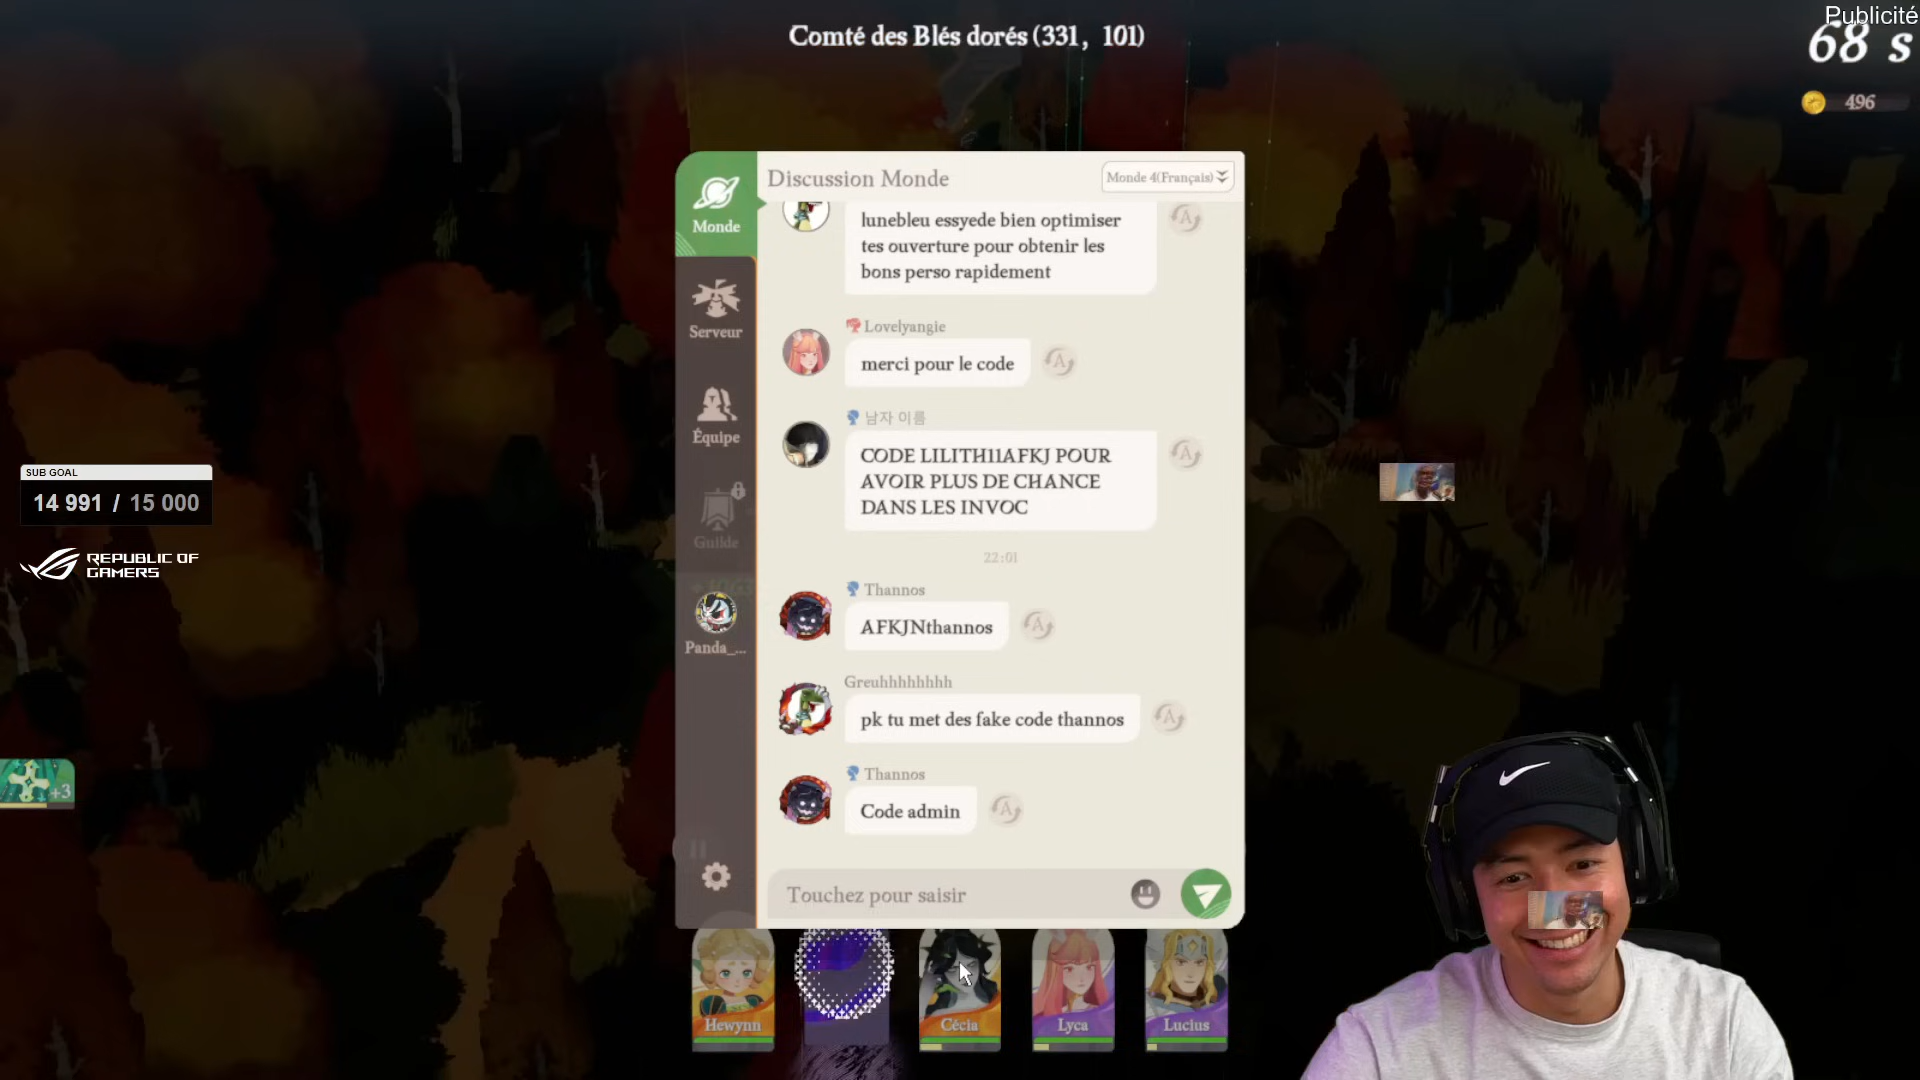 Publicité
Comté des Blés dorés (331, 101)
68 s
496
Monde
Discussion Monde
Monde 4(Français)
lunebleu essyede bien optimiser
tes ouverture pour obtenir les
bons perso rapidement
Serveur
Lovelyangie
merci pour le code
Équipe
남자 이름
CODE LILITH11AFKJ POUR
AVOIR PLUS DE CHANCE
DANS LES INVOC
Guilde
22:01
SUB GOAL
14 991 / 15 000
REPUBLIC OF
GAMERS
Thannos
AFKJNthannos
Panda_...
Greuhhhhhhhh
pk tu met des fake code thannos
Thannos
Code admin
+3
Touchez pour saisir
Hewynn
Cécia
Lyca
Lucius